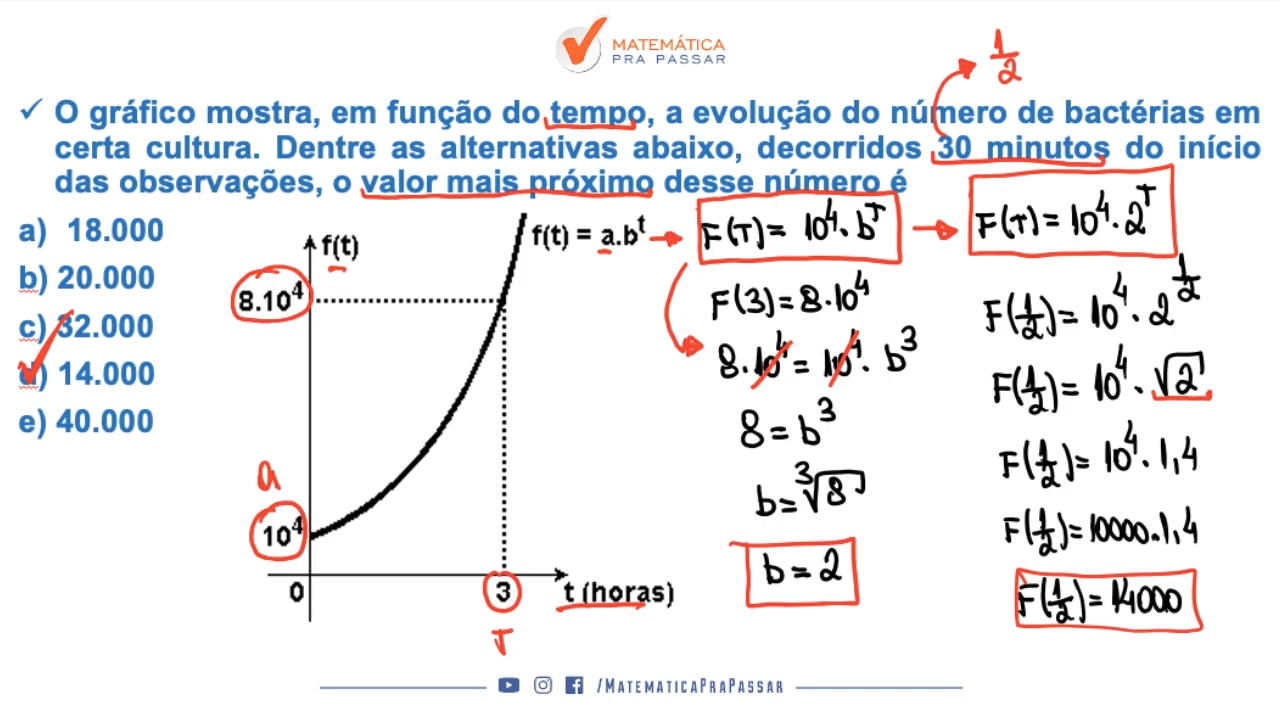 MATEMÁTICA
PRA PASSAR
1/2
✓ O gráfico mostra, em função do tempo, a evolução do número de bactérias em
certa cultura. Dentre as alternativas abaixo, decorridos 30 minutos do início
das observações, o valor mais próximo desse número é
a) 18.000
b) 20.000
c) 32.000
d) 14.000
e) 40.000
f(t)
f(t) = a.bᵗ
8.10⁴
a
10⁴
0
3
t (horas)
T
F(T) = 10⁴. bᵀ
F(3) = 8.10⁴
8.10⁴ = 10⁴. b³
8 = b³
b = ³√8
b = 2
F(T) = 10⁴. 2ᵀ
F(1/2) = 10⁴. 2^1/2
F(1/2) = 10⁴. √2
F(1/2) = 10⁴. 1,4
F(1/2) = 10000.1,4
F(1/2) = 14000
/MATEMATICAPRAPASSAR